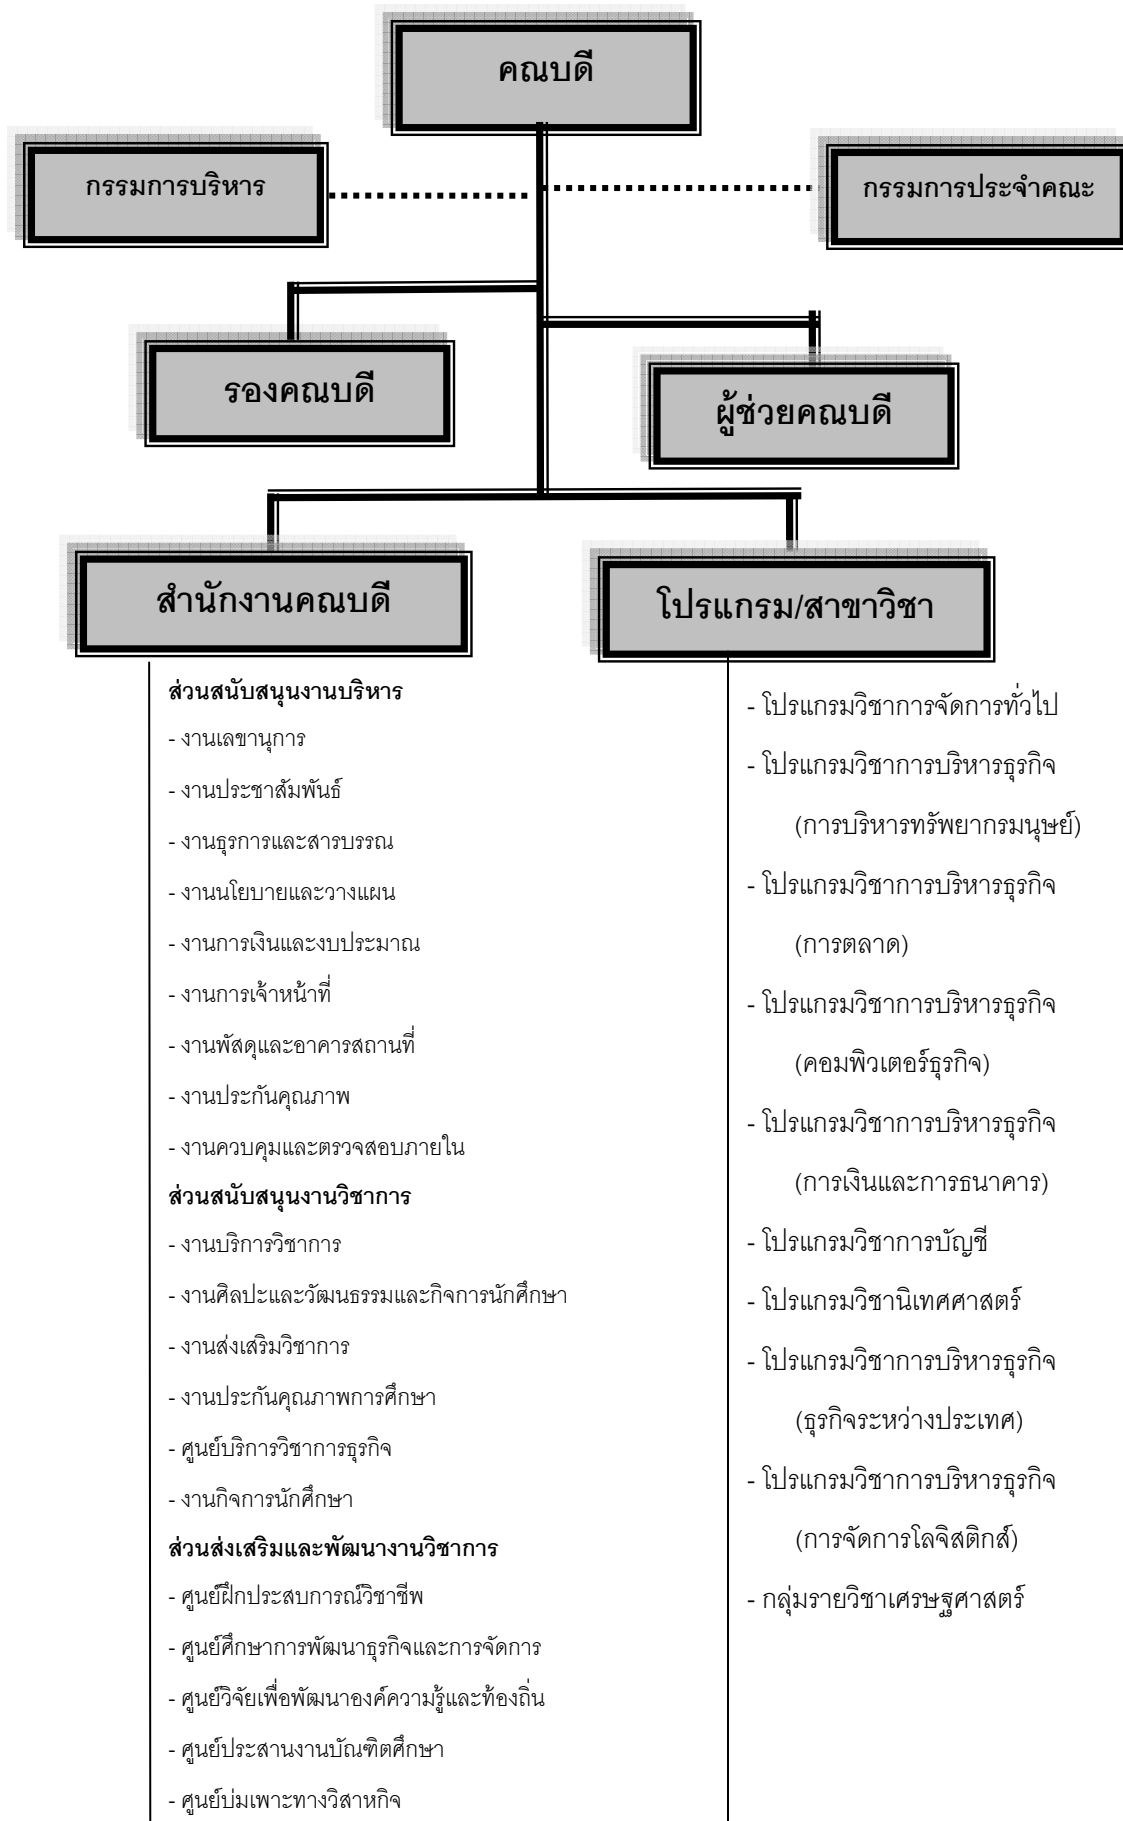 คณบดี
กรรมการบริหาร
กรรมการประจำคณะ
รองคณบดี
ผู้ช่วยคณบดี
สำนักงานคณบดี
โปรแกรม/สาขาวิชา
ส่วนสนับสนุนงานบริหาร
- งานเลขานุการ
- งานประชาสัมพันธ์
- งานธุรการและสารบรรณ
- งานนโยบายและวางแผน
- งานการเงินและงบประมาณ
- งานการเจ้าหน้าที่
- งานพัสดุและอาคารสถานที่
- งานประกันคุณภาพ
- งานควบคุมและตรวจสอบภายใน
ส่วนสนับสนุนงานวิชาการ
- งานบริการวิชาการ
- งานศิลปะและวัฒนธรรมและกิจการนักศึกษา
- งานส่งเสริมวิชาการ
- งานประกันคุณภาพการศึกษา
- ศูนย์บริการวิชาการธุรกิจ
- งานกิจการนักศึกษา
ส่วนส่งเสริมและพัฒนางานวิชาการ
- ศูนย์ฝึกประสบการณ์วิชาชีพ
- ศูนย์ศึกษาการพัฒนาธุรกิจและการจัดการ
- ศูนย์วิจัยเพื่อพัฒนาองค์ความรู้และท้องถิ่น
- ศูนย์ประสานงานบัณฑิตศึกษา
- ศูนย์บ่มเพาะทางวิสาหกิจ
- โปรแกรมวิชาการจัดการทั่วไป
- โปรแกรมวิชาการบริหารธุรกิจ
(การบริหารทรัพยากรมนุษย์)
- โปรแกรมวิชาการบริหารธุรกิจ
(การตลาด)
- โปรแกรมวิชาการบริหารธุรกิจ
(คอมพิวเตอร์ธุรกิจ)
- โปรแกรมวิชาการบริหารธุรกิจ
(การเงินและการธนาคาร)
- โปรแกรมวิชาการบัญชี
- โปรแกรมวิชานิเทศศาสตร์
- โปรแกรมวิชาการบริหารธุรกิจ
(ธุรกิจระหว่างประเทศ)
- โปรแกรมวิชาการบริหารธุรกิจ
(การจัดการโลจิสติกส์)
- กลุ่มรายวิชาเศรษฐศาสตร์